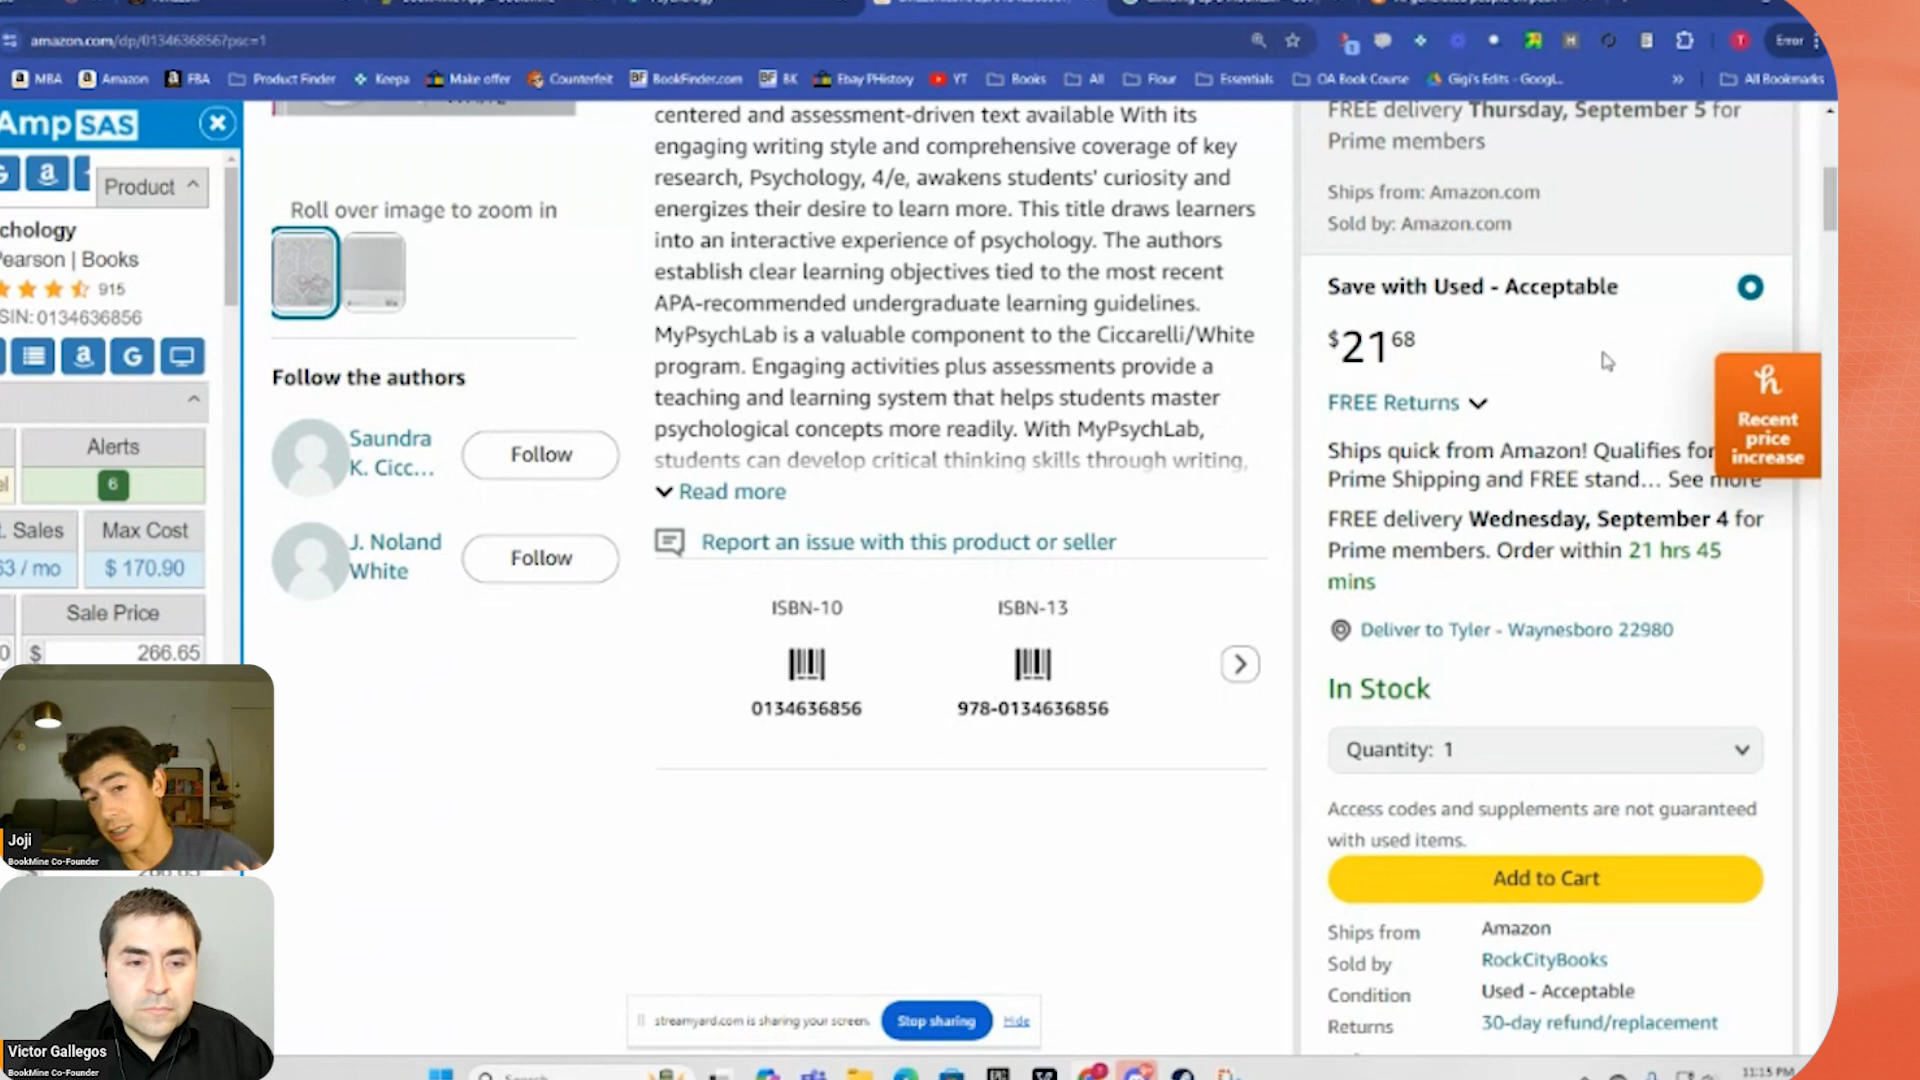 amazon.com/dp/0134636856?psc=1
Error
MBA
Amazon
FBA
Product Finder
Keepa
Make offer
Counterfeit
BookFinder.com
BK
Ebay PHistory
YT
Books
All
Flour
Essentials
OA Book Course
Gigi's Edits - Googl...
»
All Bookmarks
Amp SAS
Product
chology
earson | Books
915
SIN: 0134636856
Alerts
6
t. Sales
Max Cost
63 / mo
$ 170.90
Sale Price
$ 266.65
Roll over image to zoom in
Follow the authors
Saundra
K. Cicc...
Follow
J. Noland
White
Follow
centered and assessment-driven text available With its
engaging writing style and comprehensive coverage of key
research, Psychology, 4/e, awakens students' curiosity and
energizes their desire to learn more. This title draws learners
into an interactive experience of psychology. The authors
establish clear learning objectives tied to the most recent
APA-recommended undergraduate learning guidelines.
MyPsychLab is a valuable component to the Ciccarelli/White
program. Engaging activities plus assessments provide a
teaching and learning system that helps students master
psychological concepts more readily. With MyPsychLab,
students can develop critical thinking skills through writing,
Read more
Report an issue with this product or seller
ISBN-10
ISBN-13
0134636856
978-0134636856
FREE delivery Thursday, September 5 for
Prime members
Ships from: Amazon.com
Sold by: Amazon.com
Save with Used - Acceptable
$21 68
FREE Returns
Ships quick from Amazon! Qualifies for
Prime Shipping and FREE stand... See more
FREE delivery Wednesday, September 4 for
Prime members. Order within 21 hrs 45
mins
Deliver to Tyler - Waynesboro 22980
In Stock
Quantity: 1
Access codes and supplements are not guaranteed
with used items.
Add to Cart
Ships from Amazon
Sold by RockCityBooks
Condition Used - Acceptable
Returns 30-day refund/replacement
h
Recent
price
increase
Joji
BookMine Co-Founder
Victor Gallegos
BookMine Co-Founder
streamyard.com is sharing your screen.
Stop sharing
Hide
Search
11:15 PM